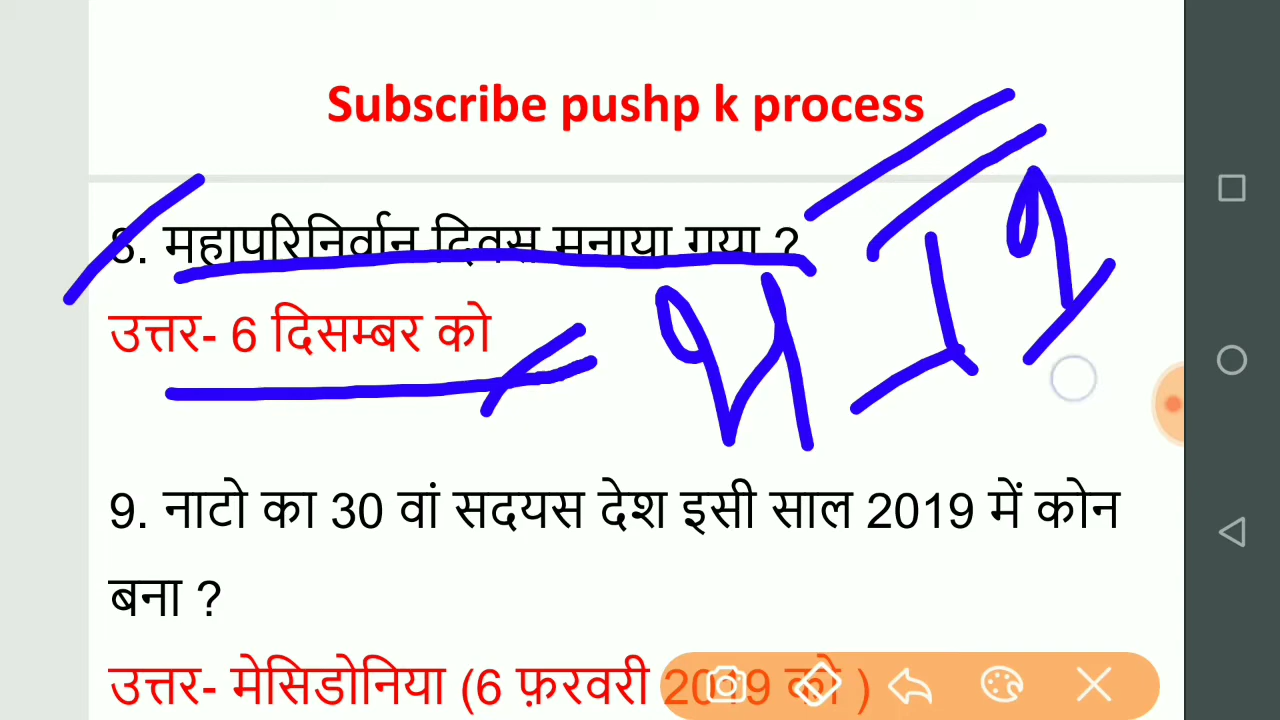 Subscribe pushp k process
8. महापरिनिर्वान दिवस मनाया गया ?
उत्तर- 6 दिसम्बर को
9. नाटो का 30 वां सदयस देश इसी साल 2019 में कोन
बना ?
उत्तर- मेसिडोनिया (6 फ़रवरी 2019 को )